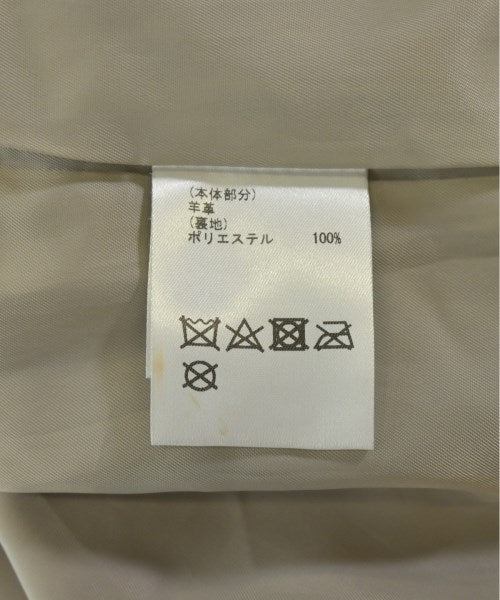 (本体部分)
羊革
(裏地)
ポリエステル 100%